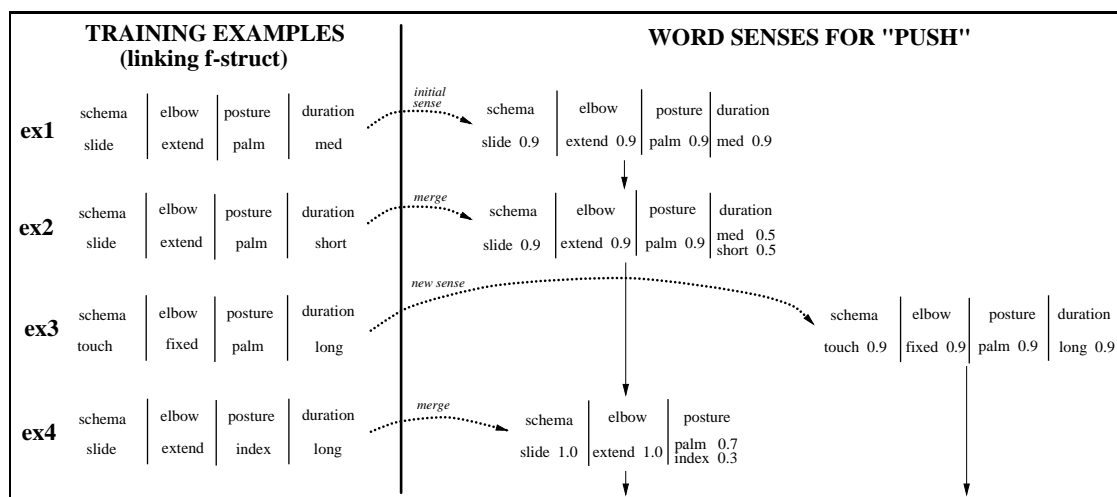 TRAINING EXAMPLES
(linking f-struct)
WORD SENSES FOR "PUSH"
ex1
schema elbow posture duration
slide extend palm med
initial
sense
schema elbow posture duration
slide 0.9 extend 0.9 palm 0.9 med 0.9
ex2
schema elbow posture duration
slide extend palm short
merge
schema elbow posture duration
slide 0.9 extend 0.9 palm 0.9 med 0.5
short 0.5
new sense
ex3
schema elbow posture duration
touch fixed palm long
schema elbow posture duration
touch 0.9 fixed 0.9 palm 0.9 long 0.9
ex4
schema elbow posture duration
slide extend index long
merge
schema elbow posture
slide 1.0 extend 1.0 palm 0.7
index 0.3